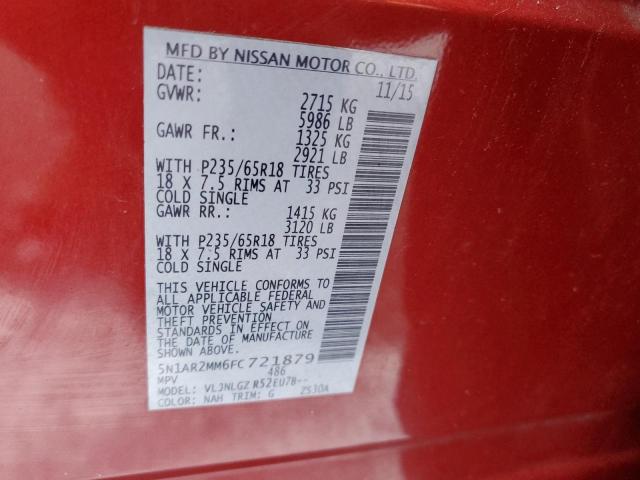 MFD BY NISSAN MOTOR CO., LTD.
DATE: 11/15
GVWR: 2715 KG
5986 LB
GAWR FR.: 1325 KG
2921 LB
WITH P235/65R18 TIRES
18 X 7.5 RIMS AT 33 PSI
COLD SINGLE
GAWR RR.: 1415 KG
3120 LB
WITH P235/65R18 TIRES
18 X 7.5 RIMS AT 33 PSI
COLD SINGLE
THIS VEHICLE CONFORMS TO
ALL APPLICABLE FEDERAL
MOTOR VEHICLE SAFETY AND
THEFT PREVENTION
STANDARDS IN EFFECT ON
THE DATE OF MANUFACTURE
SHOWN ABOVE.
5N1AR2MM6FC721879
MPV 486
MODEL: VLJNLGZ R52EU7B--
COLOR: NAH TRIM: G ZS30A